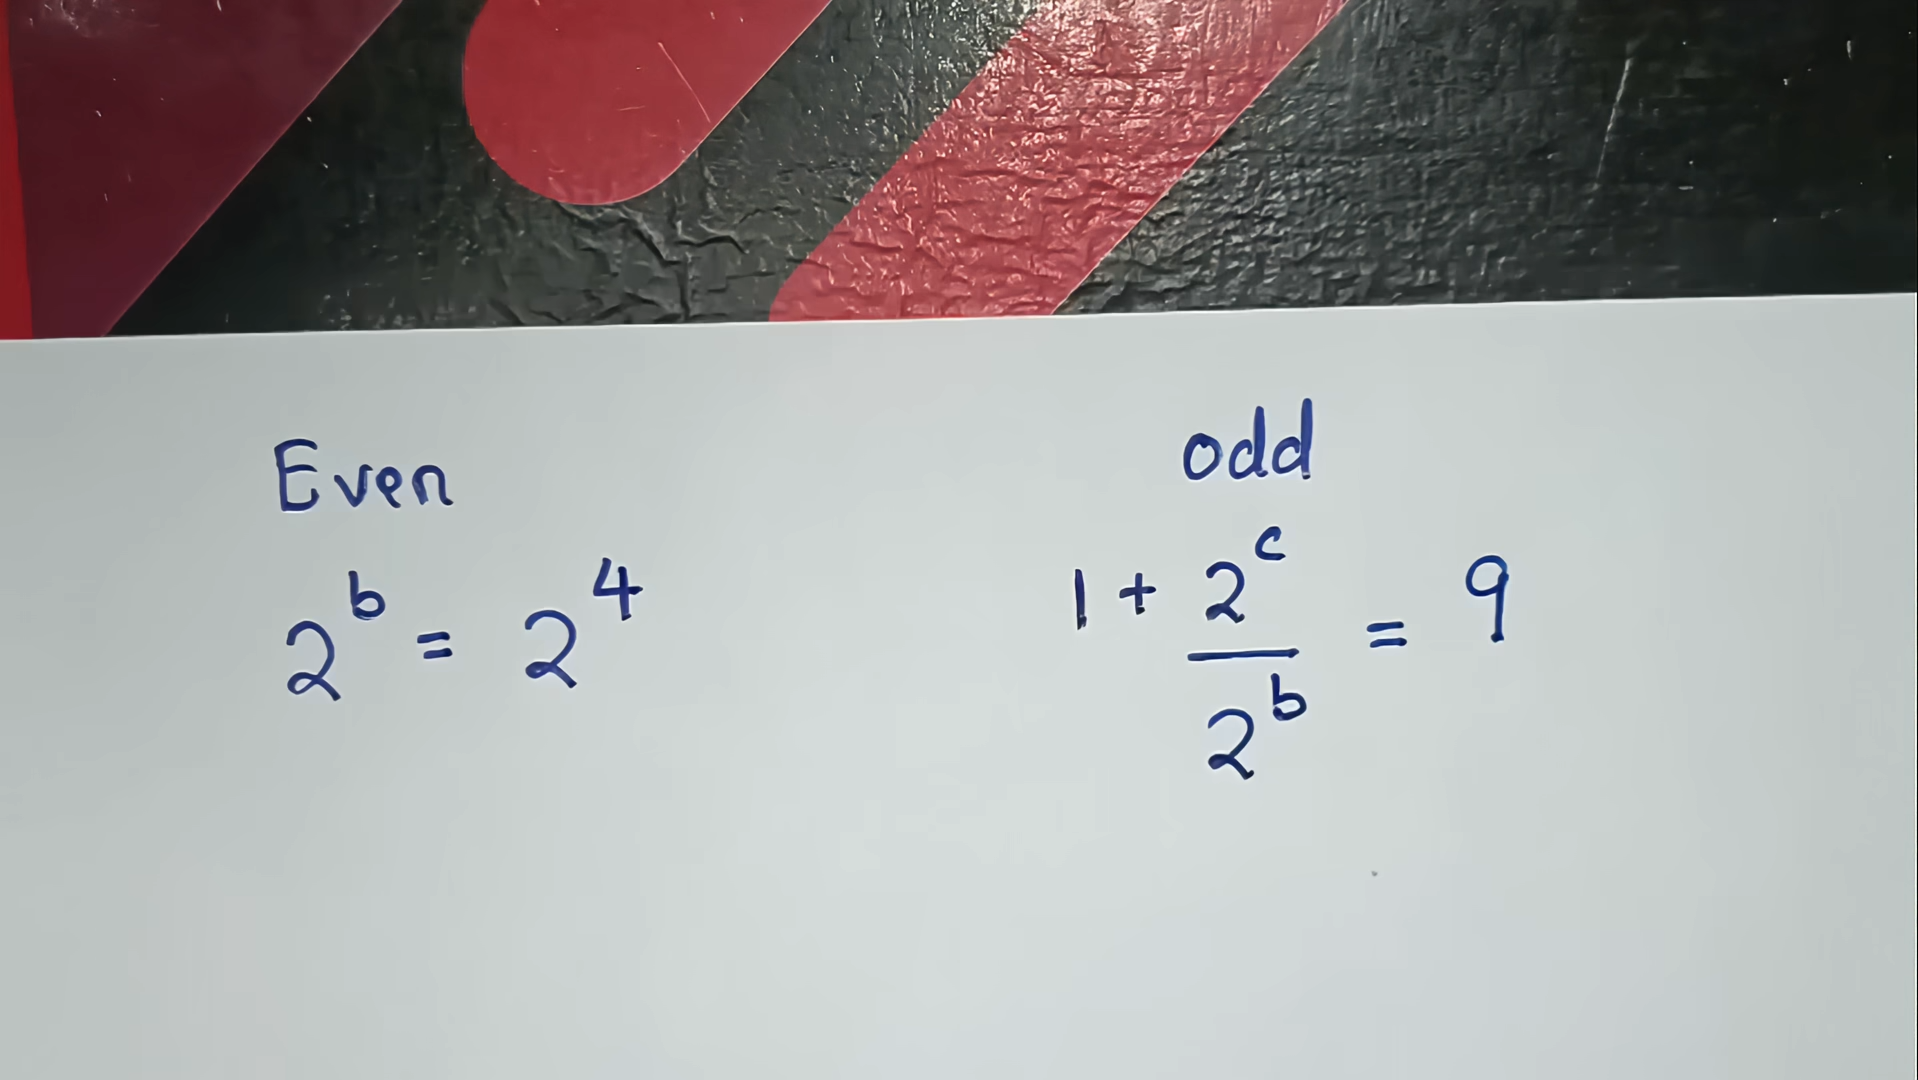 Even
2^b = 2^4
odd
1 + 2^c / 2^b = 9